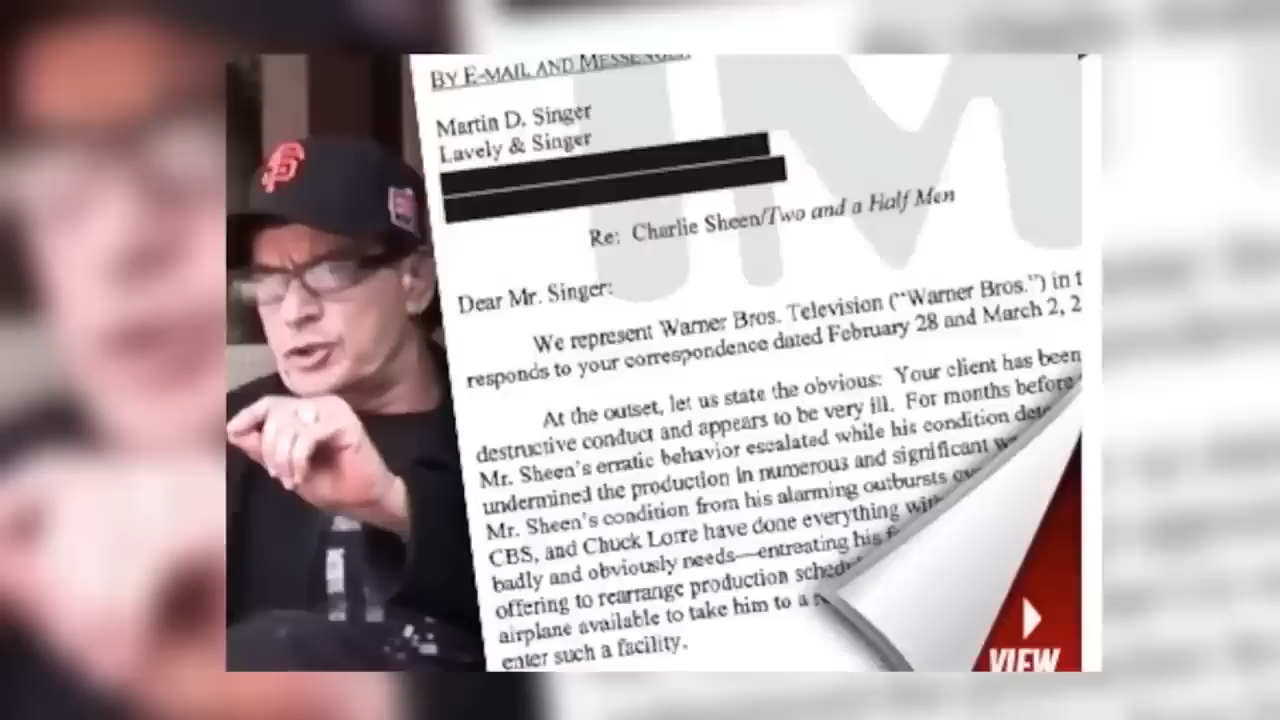 SF
BY E-MAIL AND MESSENGER
Martin D. Singer
Lavely & Singer
Re: Charlie Sheen/Two and a Half Men
Dear Mr. Singer:
We represent Warner Bros. Television ("Warner Bros.") in t
responds to your correspondence dated February 28 and March 2, 2
At the outset, let us state the obvious: Your client has been
destructive conduct and appears to be very ill. For months before
Mr. Sheen's erratic behavior escalated while his condition dete
undermined the production in numerous and significant w
Mr. Sheen's condition from his alarming outbursts ov
CBS, and Chuck Lorre have done everything with
badly and obviously needs—entreating his f
offering to rearrange production sched
airplane available to take him to a
enter such a facility.
VIEW